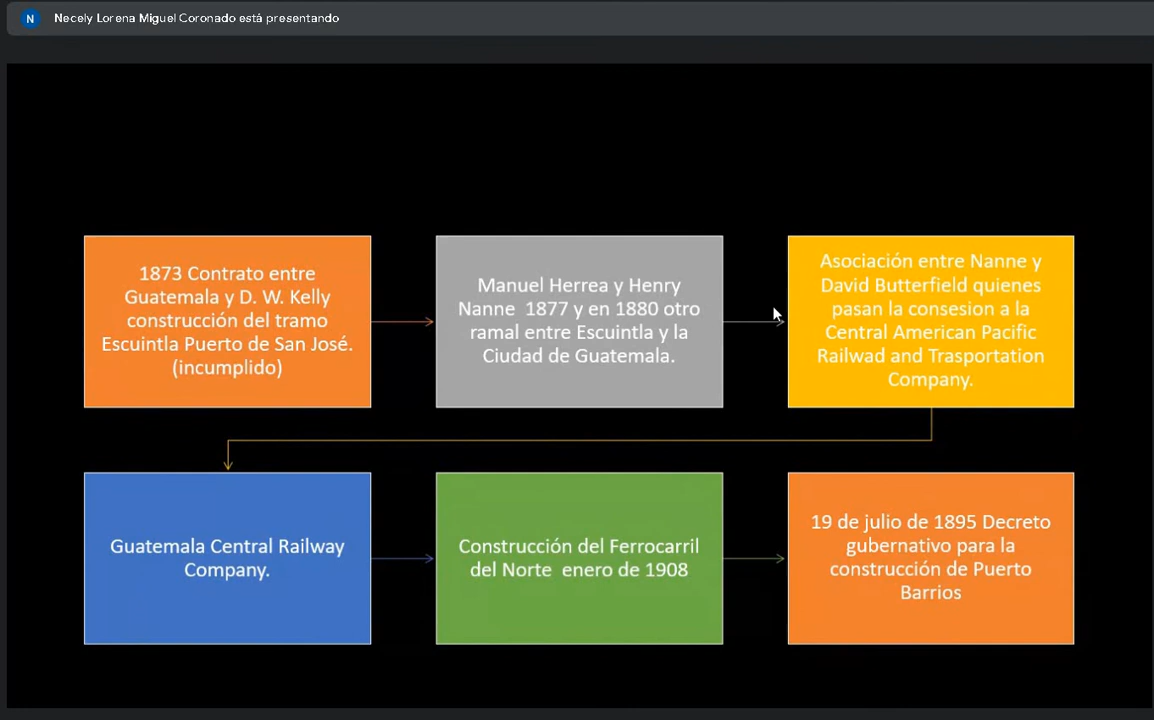 N
Necely Lorena Miguel Coronado está presentando
1873 Contrato entre
Guatemala y D. W. Kelly
construcción del tramo
Escuintla Puerto de San José.
(incumplido)
Manuel Herrea y Henry
Nanne 1877 y en 1880 otro
ramal entre Escuintla y la
Ciudad de Guatemala.
Asociación entre Nanne y
David Butterfield quienes
pasan la consesion a la
Central American Pacific
Railwad and Trasportation
Company.
Guatemala Central Railway
Company.
Construcción del Ferrocarril
del Norte enero de 1908
19 de julio de 1895 Decreto
gubernativo para la
construcción de Puerto
Barrios